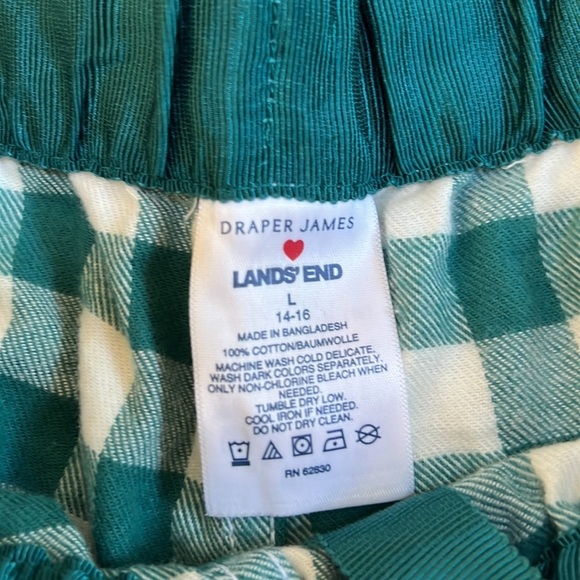 DRAPER JAMES
LANDS' END
L
14-16
MADE IN BANGLADESH
100% COTTON/BAUMWOLLE
MACHINE WASH COLD DELICATE.
WASH DARK COLORS SEPARATELY.
ONLY NON-CHLORINE BLEACH WHEN
NEEDED.
TUMBLE DRY LOW.
COOL IRON IF NEEDED.
DO NOT DRY CLEAN.
RN 62630